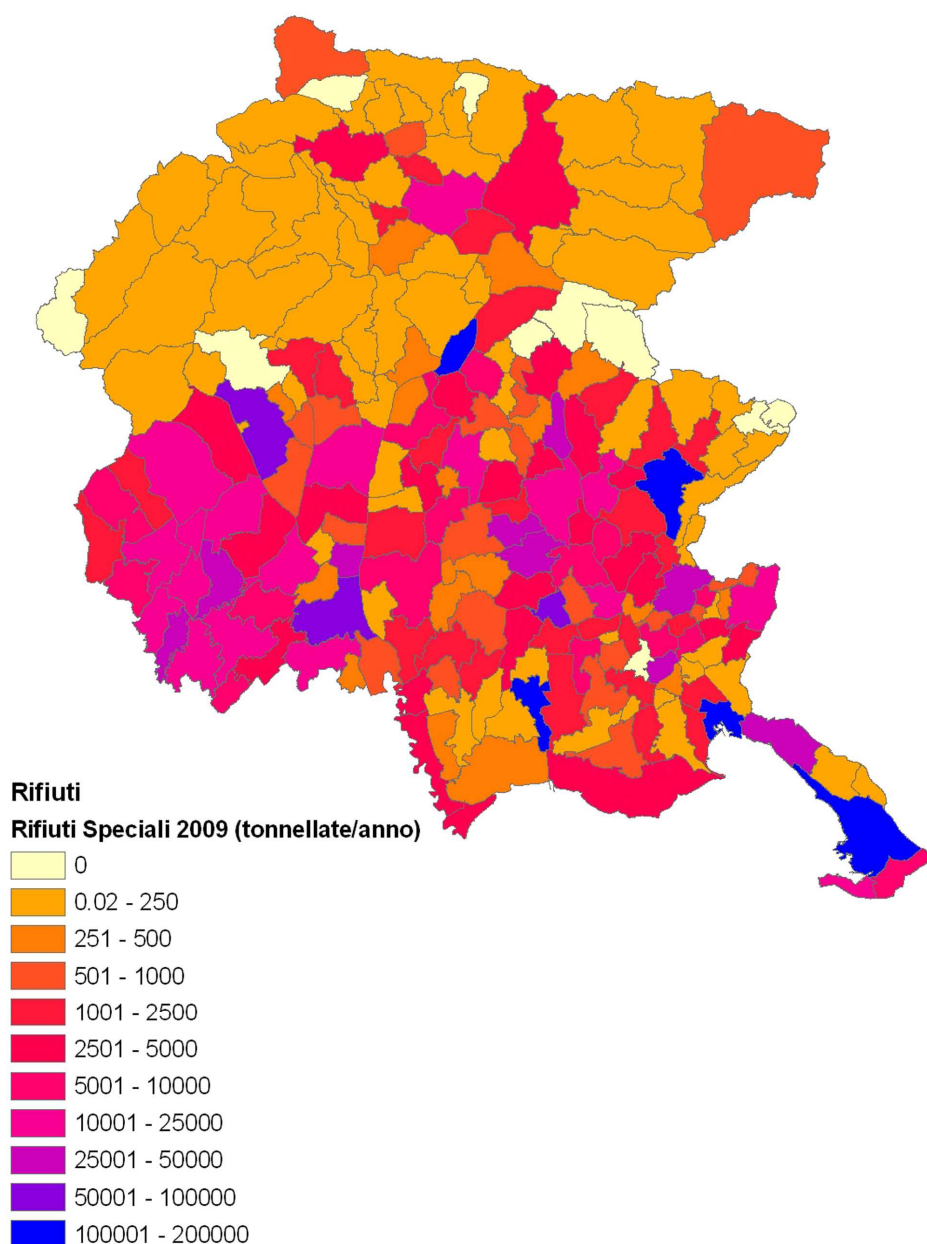 Rifiuti
Rifiuti Speciali 2009 (tonnellate/anno)
0
0.02 - 250
251 - 500
501 - 1000
1001 - 2500
2501 - 5000
5001 - 10000
10001 - 25000
25001 - 50000
50001 - 100000
100001 - 200000